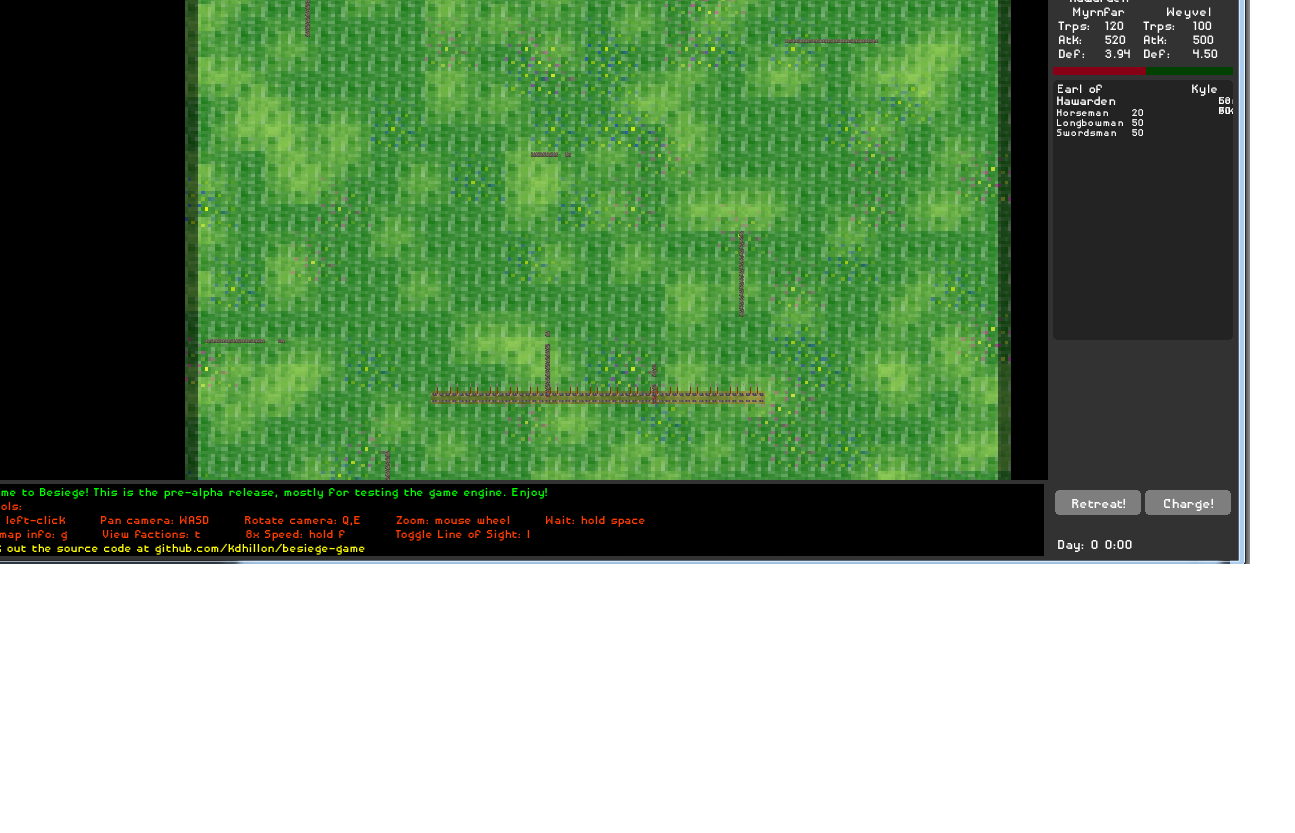 Hawarden
Myrnfar Weyvel
Trps: 120 Trps: 100
Atk: 520 Atk: 500
Def: 3.94 Def: 4.50
Earl of Kyle
Hawarden
Horseman 20
Longbowman 50
Swordsman 50
me to Besiege! This is the pre-alpha release, mostly for testing the game engine. Enjoy!
ols:
left-click Pan camera: WASD Rotate camera: Q,E Zoom: mouse wheel Wait: hold space
map info: g View factions: t 8x Speed: hold f Toggle Line of Sight: l
out the source code at github.com/kdhillon/besiege-game
Retreat! Charge!
Day: 0 0:00